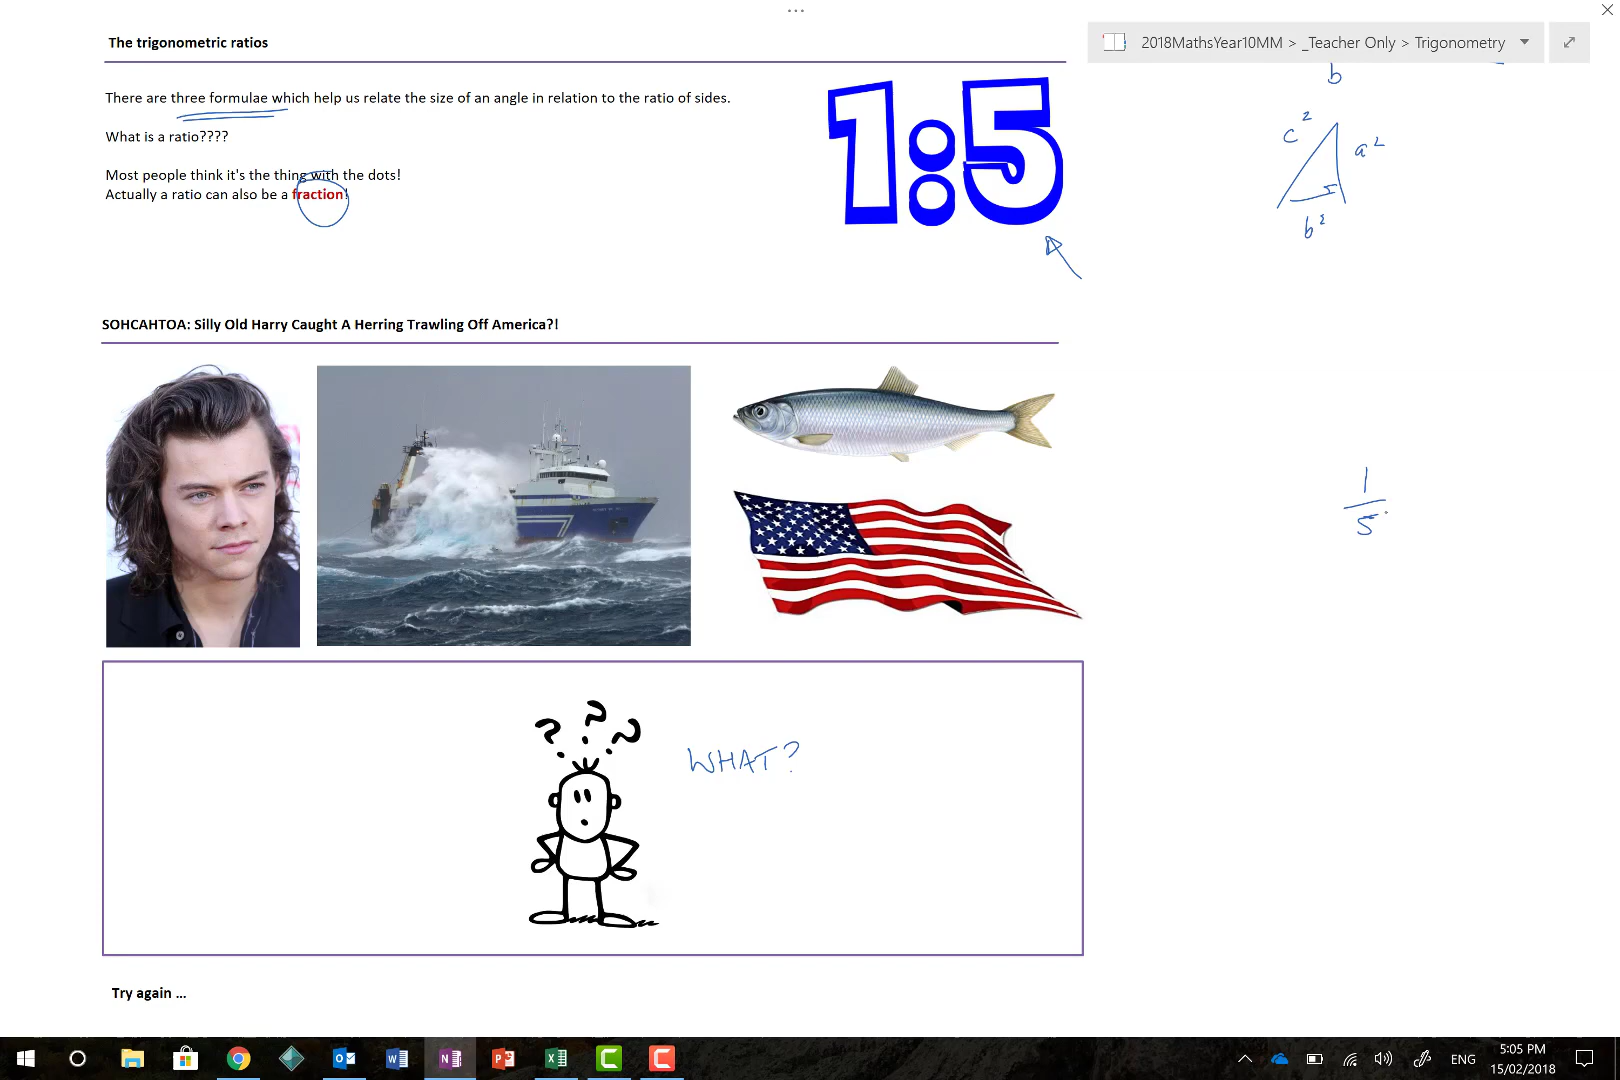 The trigonometric ratios
2018MathsYear10MM > _Teacher Only > Trigonometry
There are three formulae which help us relate the size of an angle in relation to the ratio of sides.
What is a ratio????
Most people think it's the thing with the dots!
Actually a ratio can also be a fraction!
1:5
b
c²
a²
b²
SOHCAHTOA: Silly Old Harry Caught A Herring Trawling Off America?!
1
5
? ? ?
WHAT?
Try again ...
ENG
5:05 PM
15/02/2018